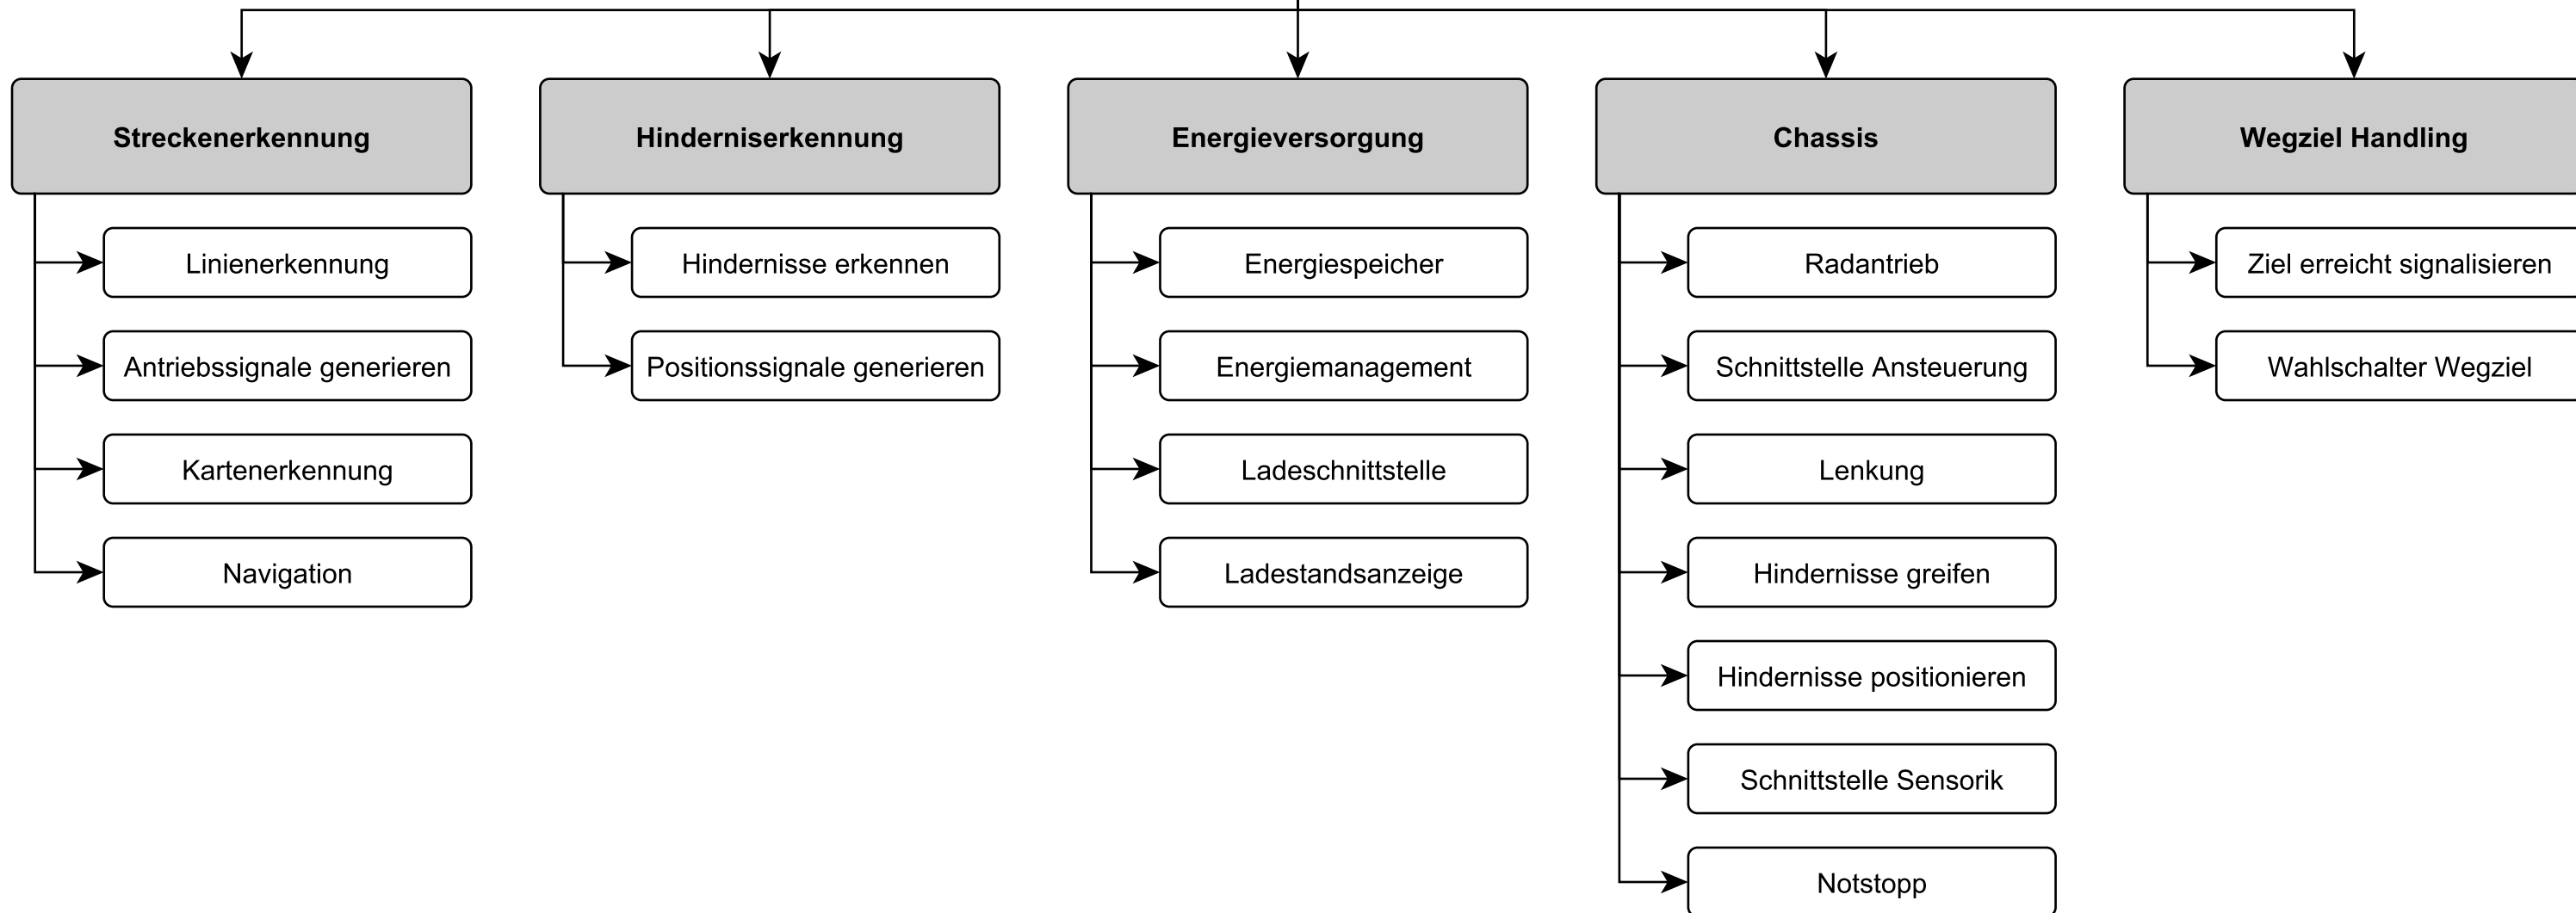 Streckenerkennung
Linienerkennung
Antriebssignale generieren
Kartenerkennung
Navigation
Hinderniserkennung
Hindernisse erkennen
Positionssignale generieren
Energieversorgung
Energiespeicher
Energiemanagement
Ladeschnittstelle
Ladestandsanzeige
Chassis
Radantrieb
Schnittstelle Ansteuerung
Lenkung
Hindernisse greifen
Hindernisse positionieren
Schnittstelle Sensorik
Notstopp
Wegziel Handling
Ziel erreicht signalisieren
Wahlschalter Wegziel